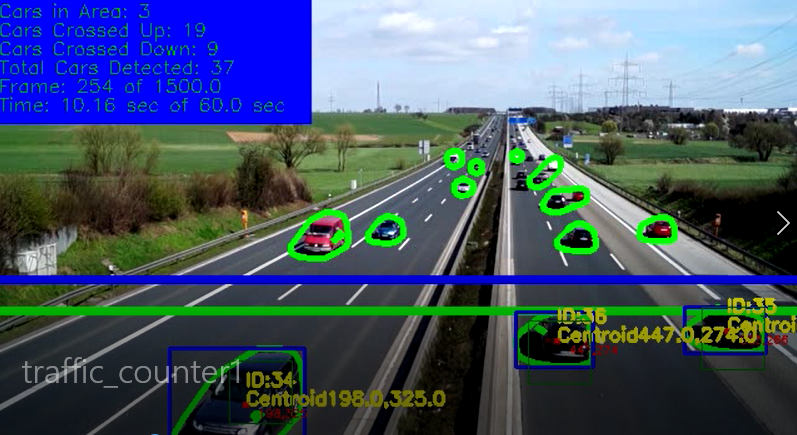 Cars in Area: 3
Cars Crossed Up: 19
Cars Crossed Down: 9
Total Cars Detected: 37
Frame: 254 of 1500.0
Time: 10.16 sec of 60.0 sec
ID:36
Centroid447.0,274.0
ID:35
Centroi
traffic_counter1
ID:34
Centroid198.0,325.0